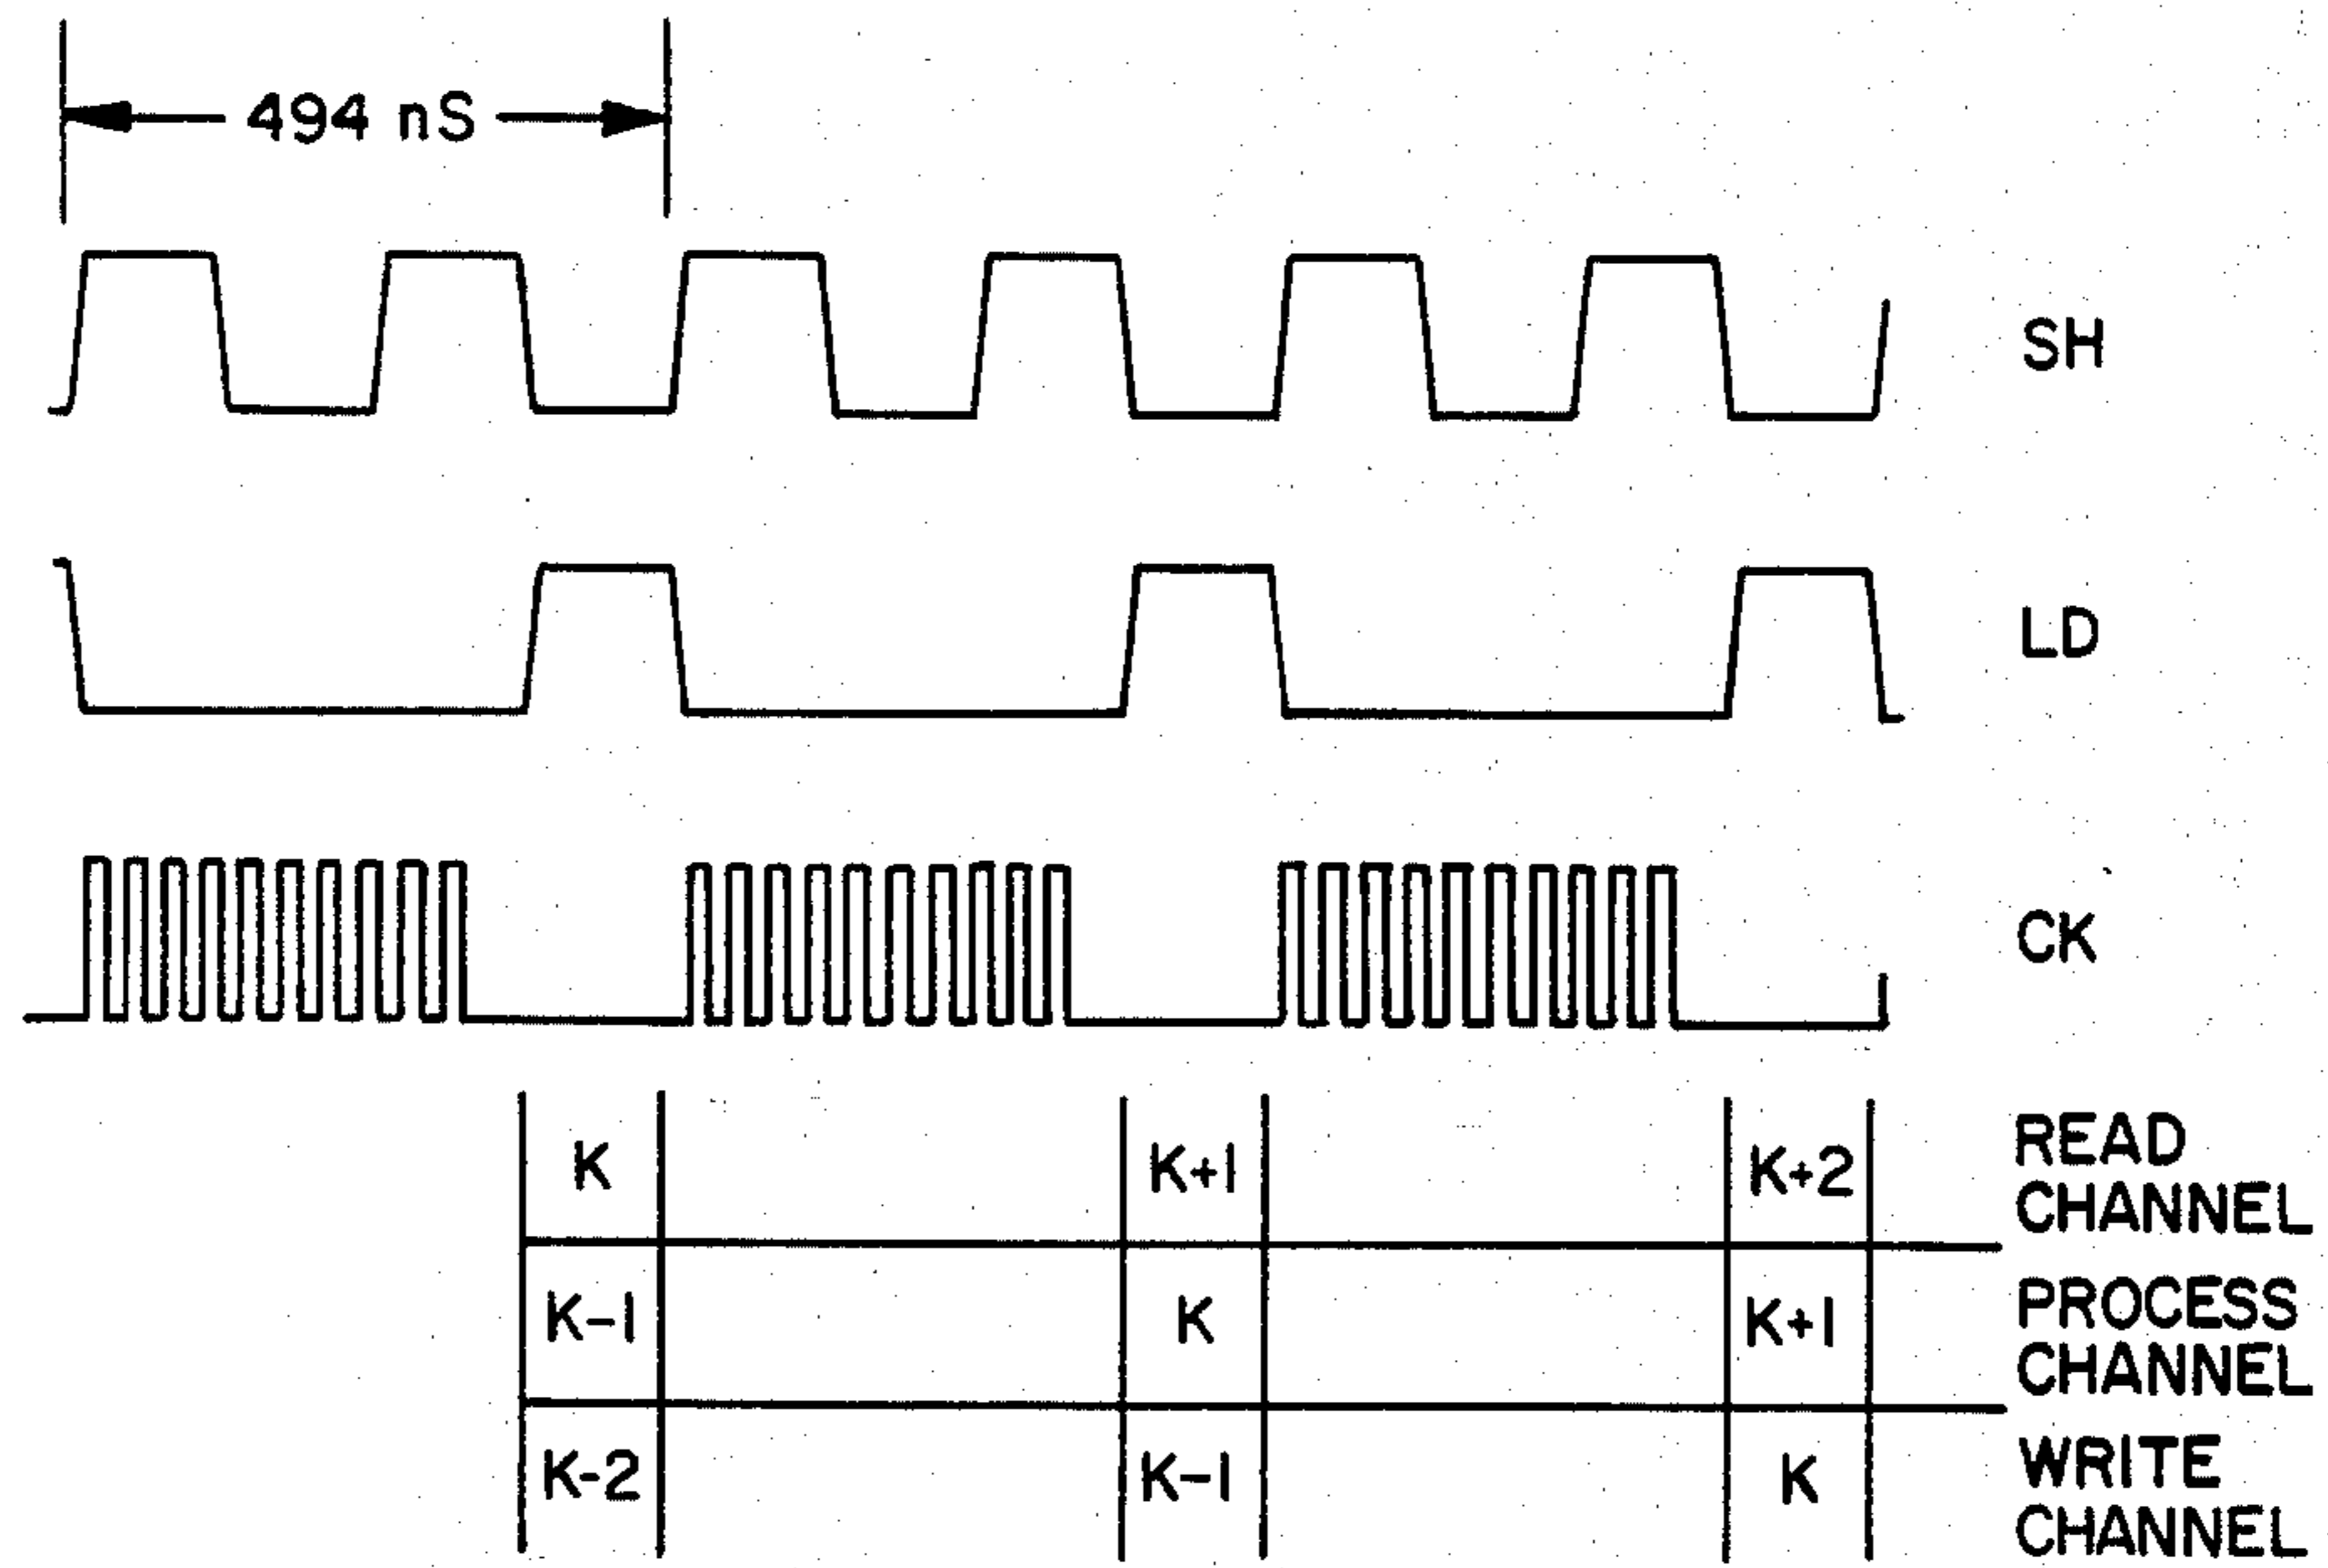 494 nS
SH
LD
CK
K K+1 K+2 READ
CHANNEL
K-1 K K+1 PROCESS
CHANNEL
K-2 K-1 K WRITE
CHANNEL